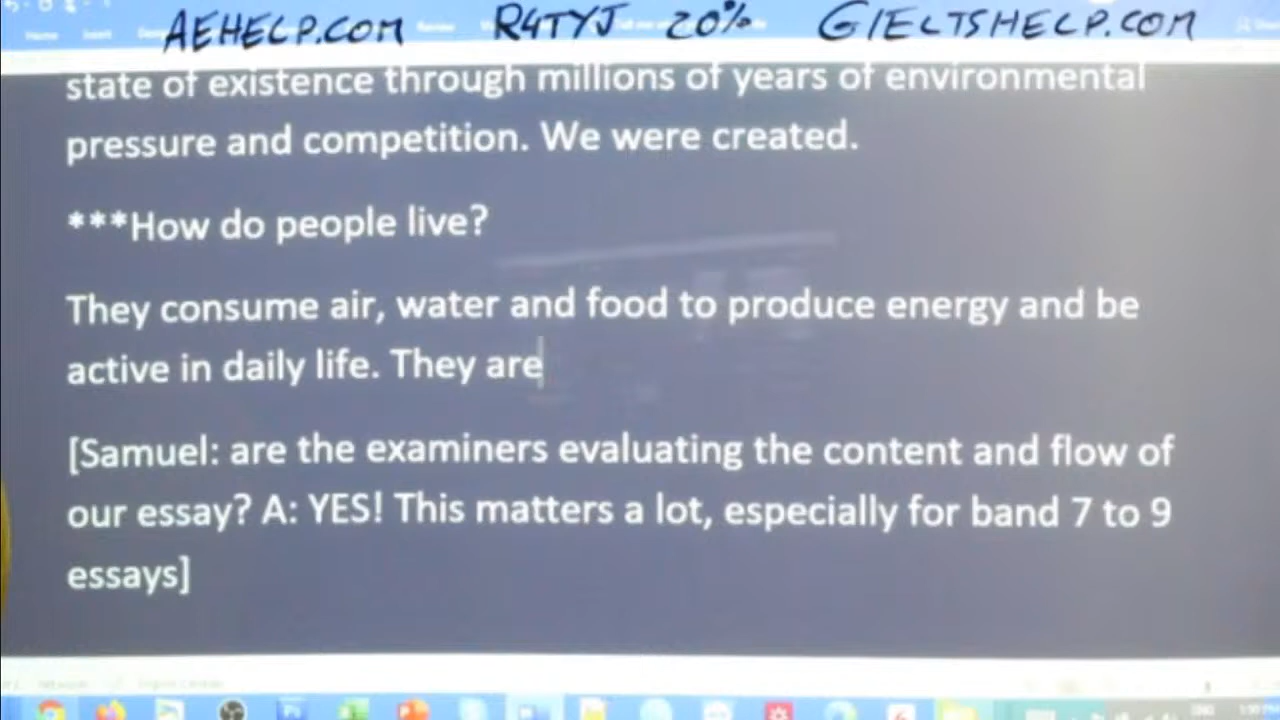 AEHELP.COM R4TYJ 20% GIELTSHELP.COM
state of existence through millions of years of environmental
pressure and competition. We were created.
***How do people live?
They consume air, water and food to produce energy and be
active in daily life. They are
[Samuel: are the examiners evaluating the content and flow of
our essay? A: YES! This matters a lot, especially for band 7 to 9
essays]